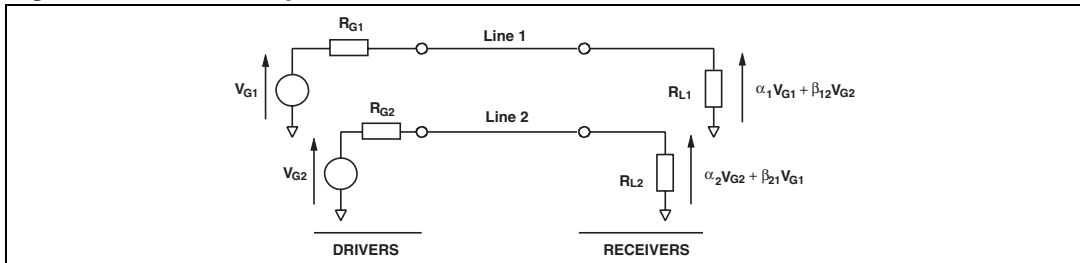 RG1
Line 1
VG1
RL1
α1VG1 + β12VG2
RG2
Line 2
VG2
RL2
α2VG2 + β21VG1
DRIVERS
RECEIVERS